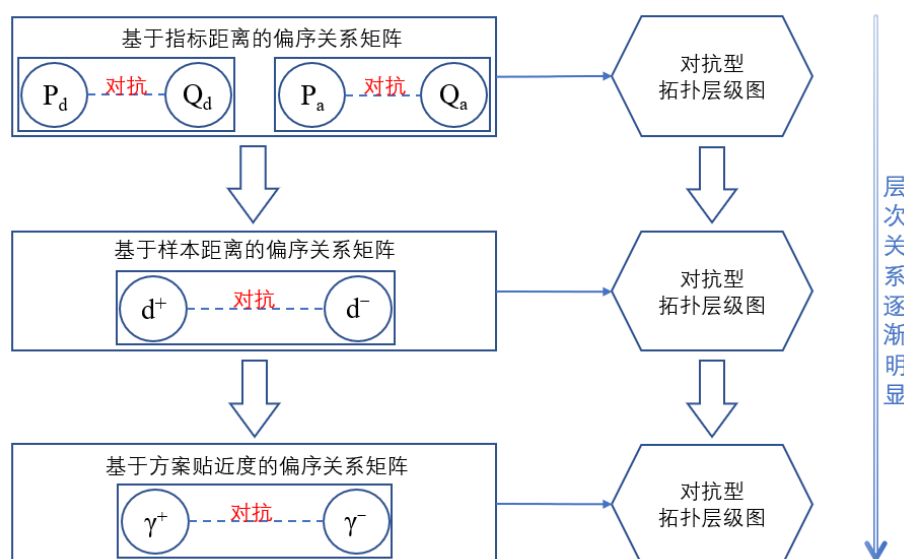 基于指标距离的偏序关系矩阵
P_d 对抗 Q_d
P_a 对抗 Q_a
对抗型
拓扑层级图
基于样本距离的偏序关系矩阵
d⁺ 对抗 d⁻
对抗型
拓扑层级图
基于方案贴近度的偏序关系矩阵
γ⁺ 对抗 γ⁻
对抗型
拓扑层级图
层次关系逐渐明显